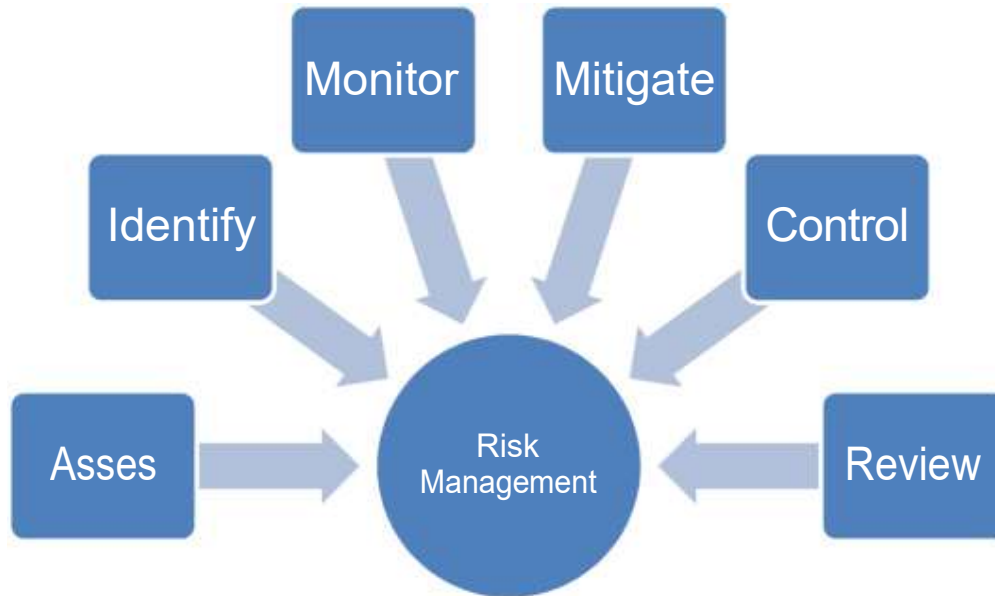 Monitor
Mitigate
Identify
Control
Asses
Risk
Management
Review